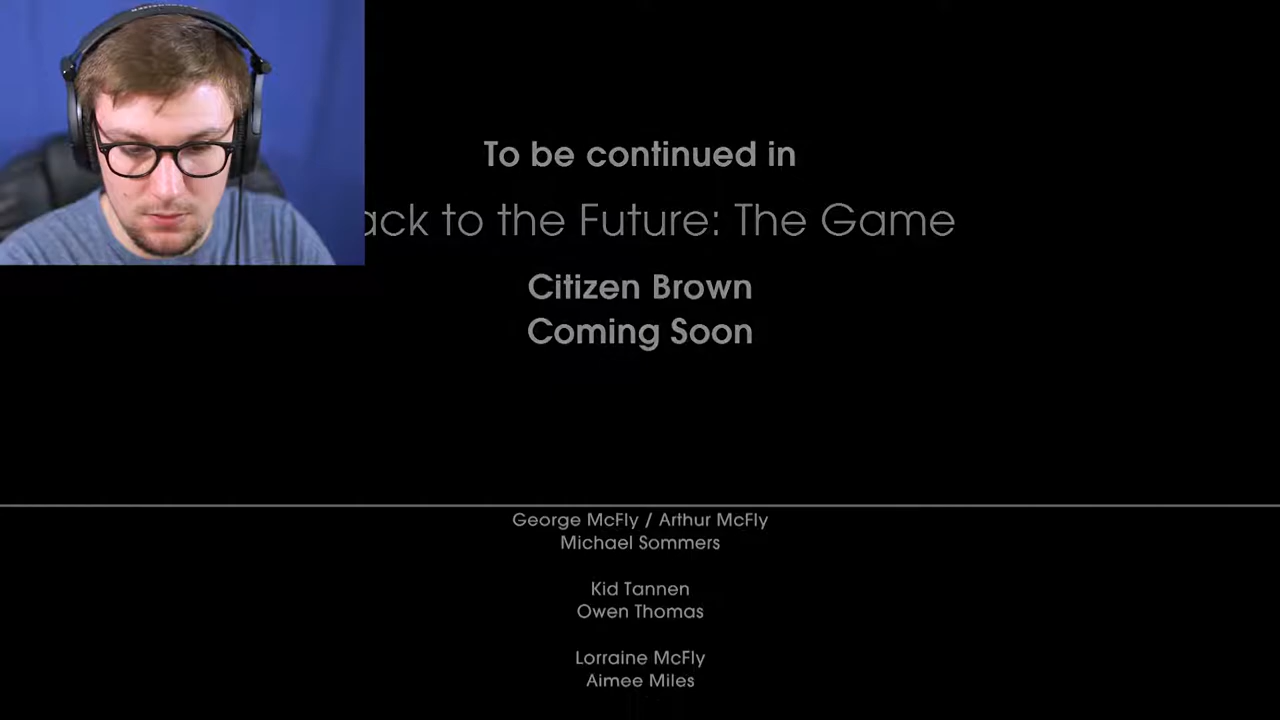 To be continued in
ack to the Future: The Game
Citizen Brown
Coming Soon
George McFly / Arthur McFly
Michael Sommers
Kid Tannen
Owen Thomas
Lorraine McFly
Aimee Miles